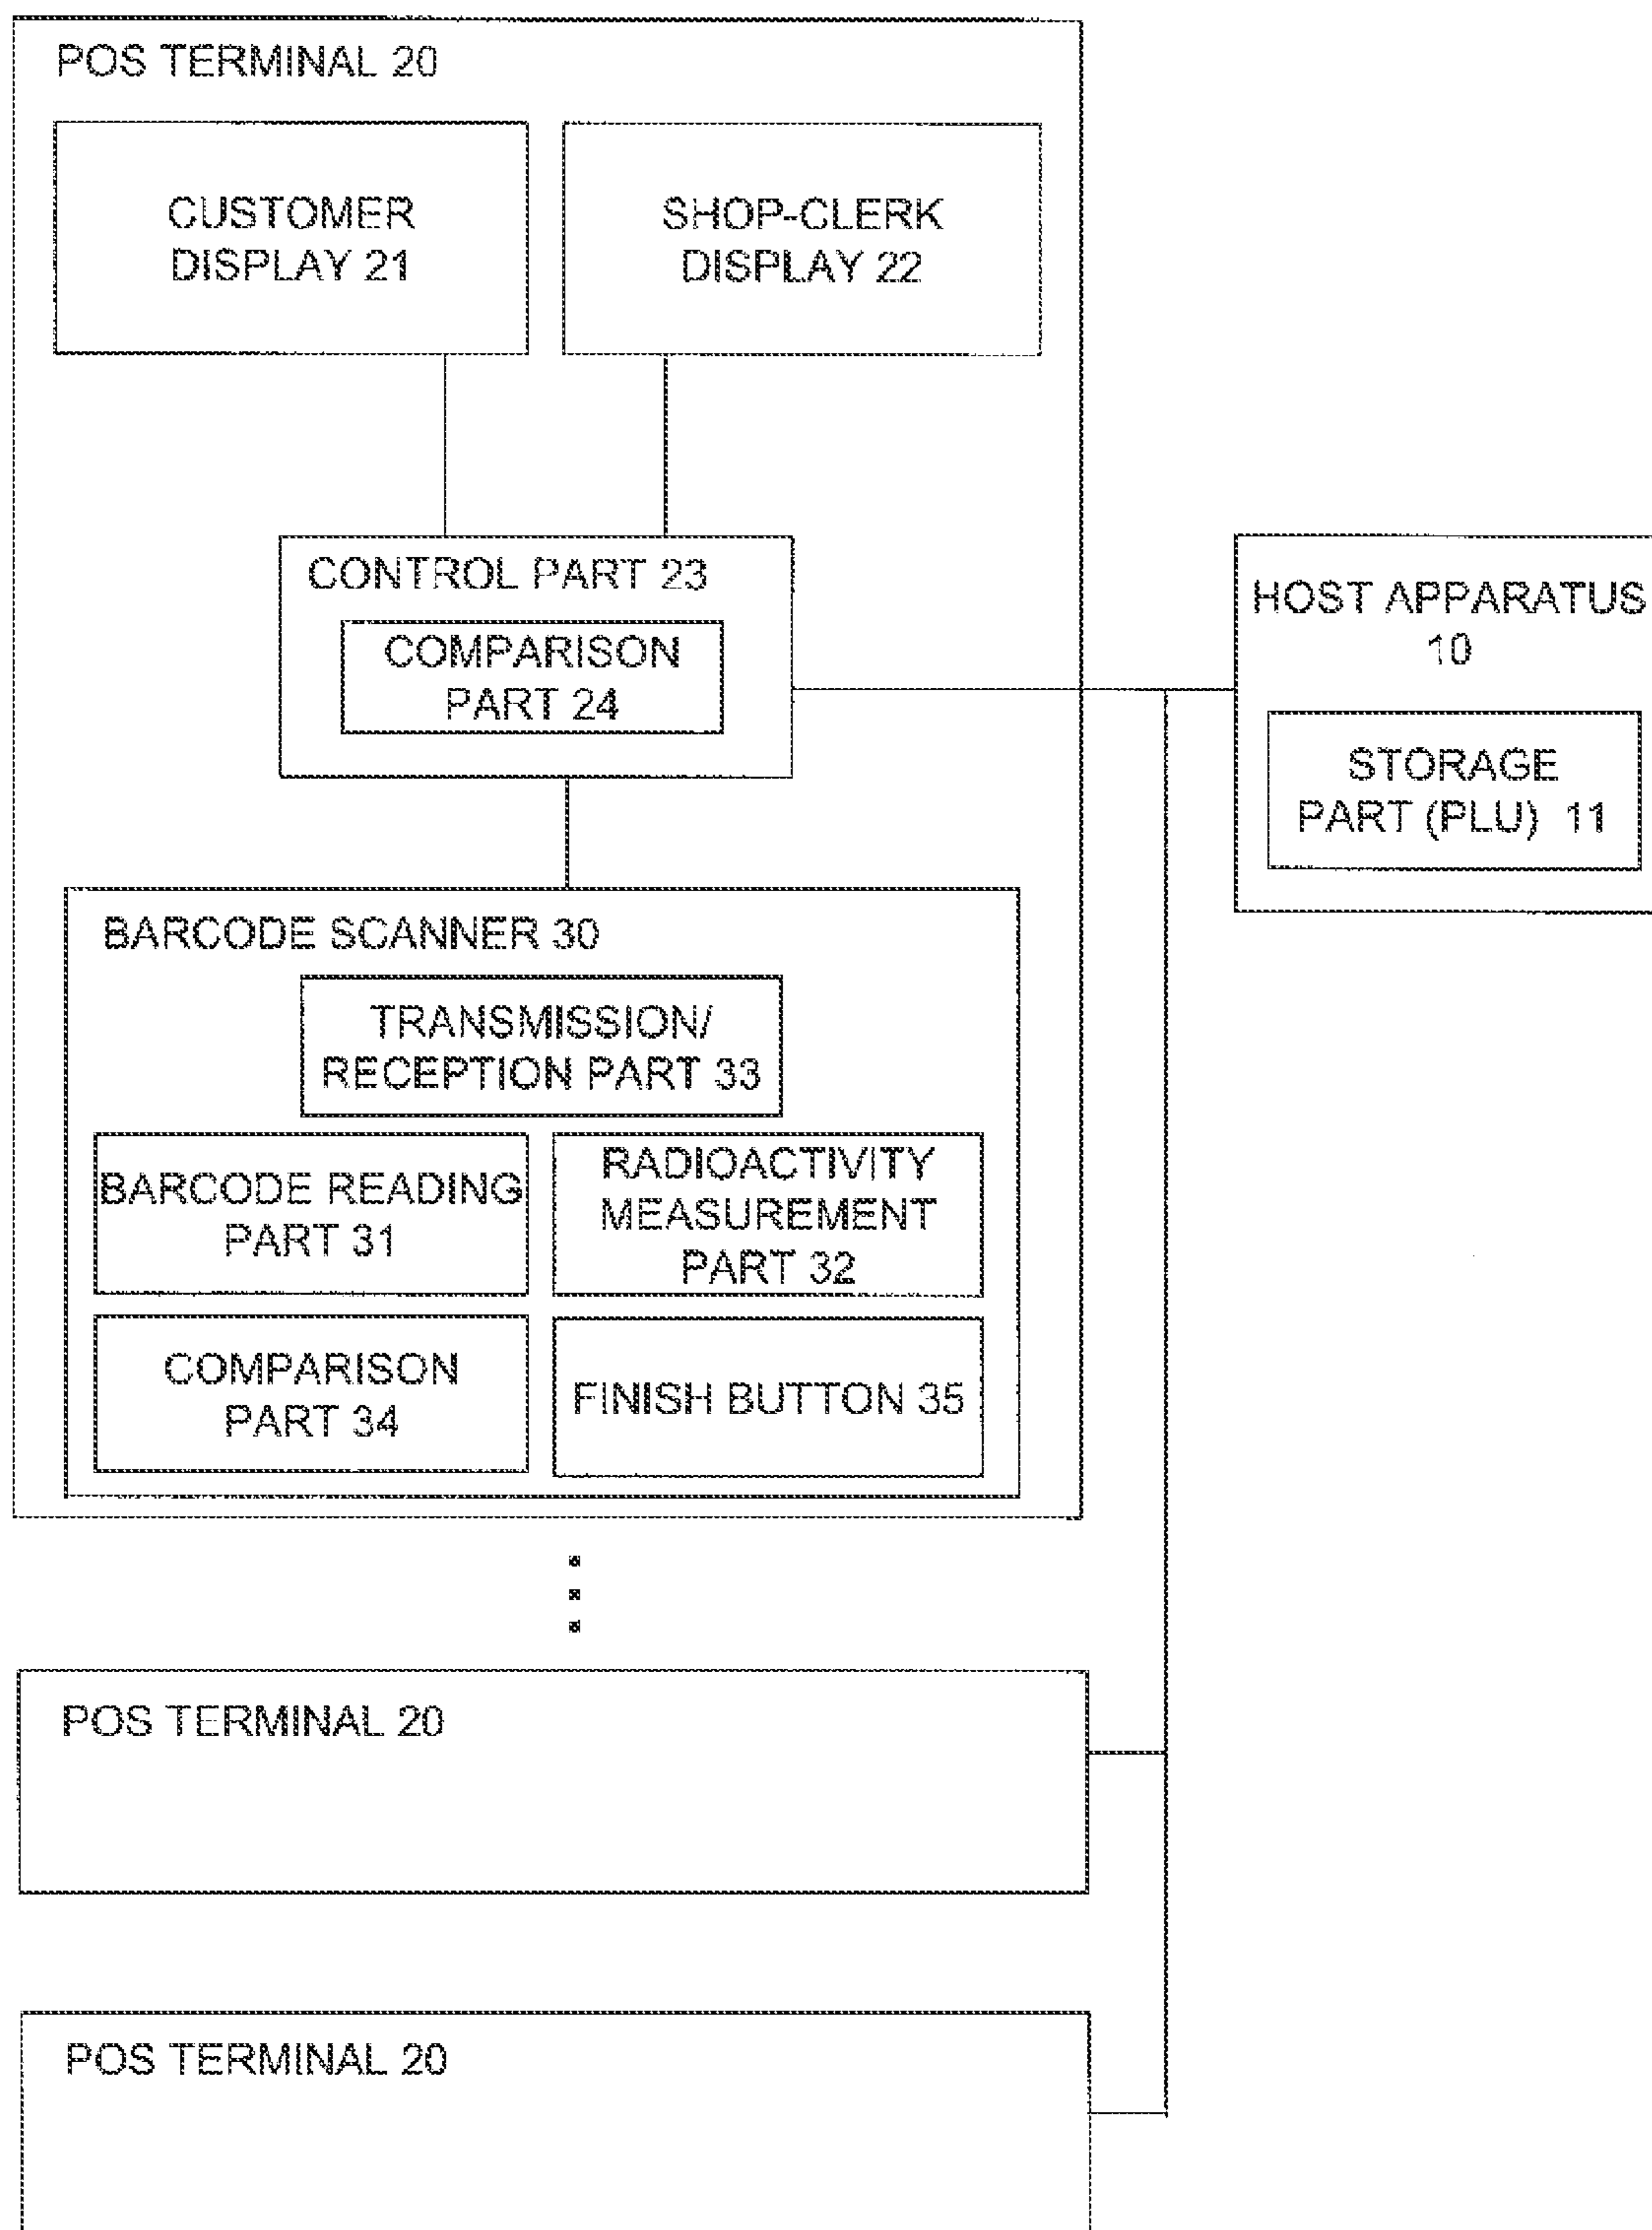 POS TERMINAL 20
CUSTOMER
DISPLAY 21
SHOP-CLERK
DISPLAY 22
CONTROL PART 23
COMPARISON
PART 24
HOST APPARATUS
10
STORAGE
PART (PLU) 11
BARCODE SCANNER 30
TRANSMISSION/
RECEPTION PART 33
BARCODE READING
PART 31
RADIOACTIVITY
MEASUREMENT
PART 32
COMPARISON
PART 34
FINISH BUTTON 35
POS TERMINAL 20
POS TERMINAL 20